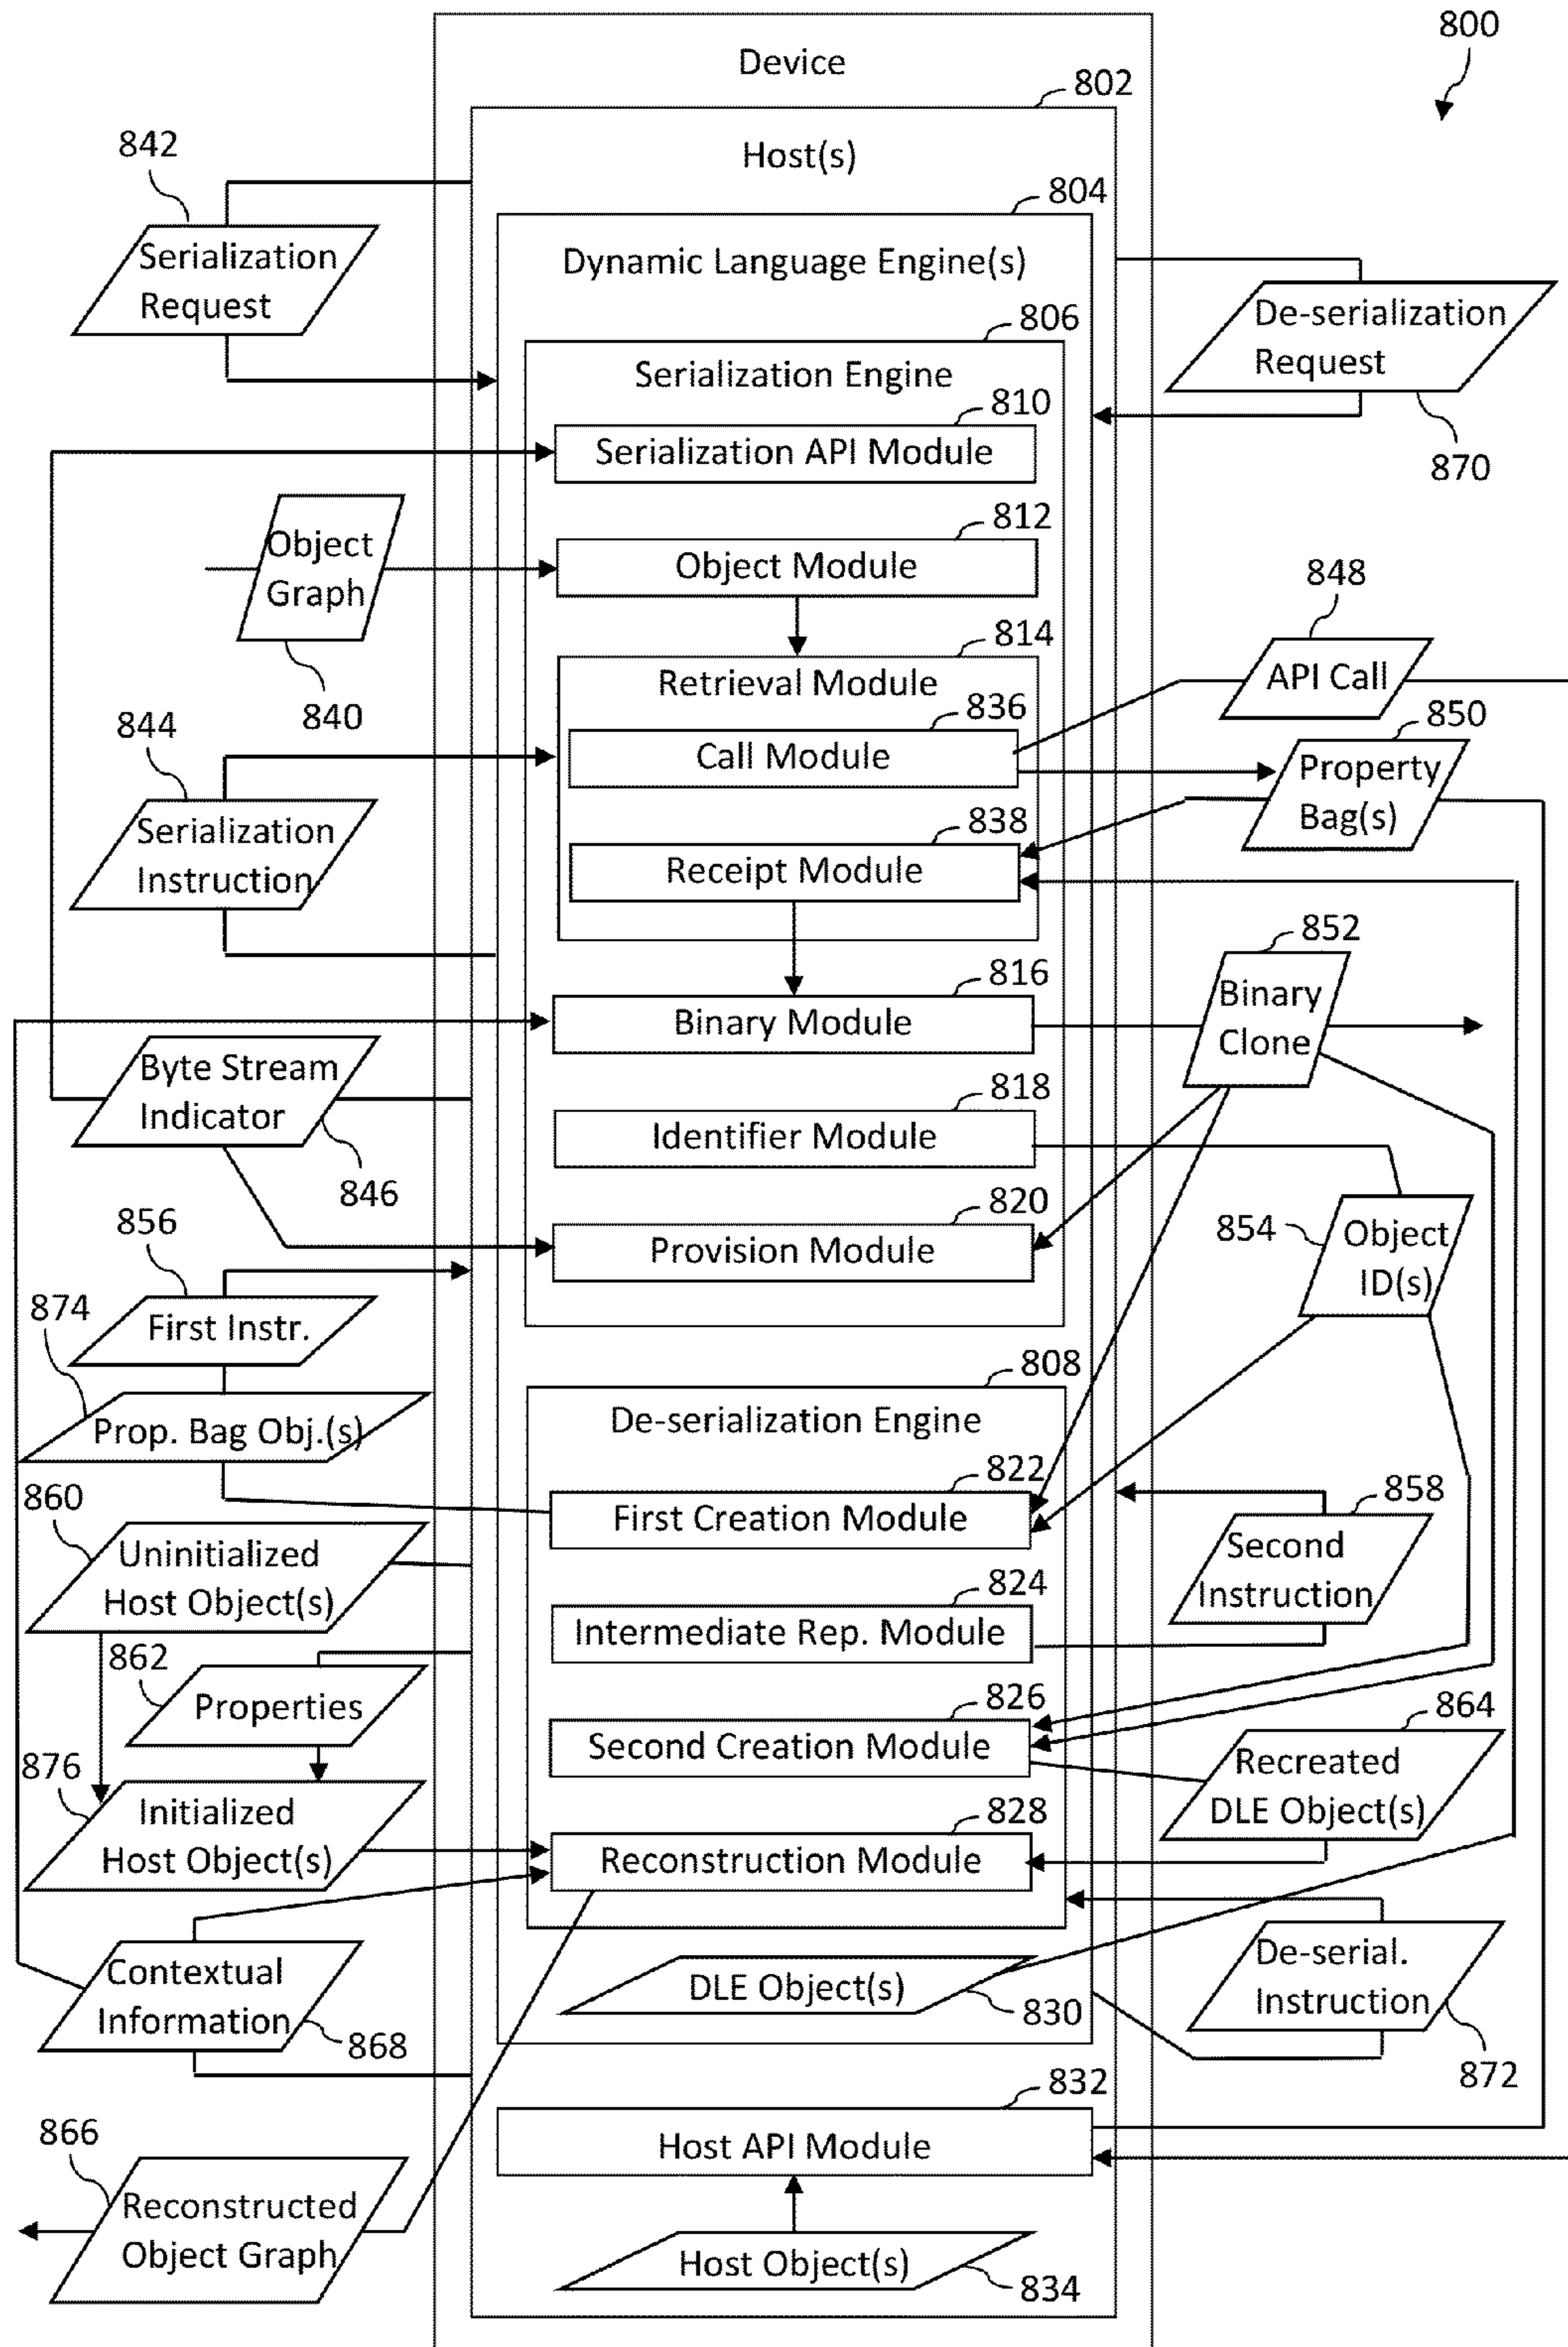 800
Device
802
Host(s)
842
804
Serialization
Request
Dynamic Language Engine(s)
De-serialization
Request
870
806
Serialization Engine
810
Serialization API Module
Object
Graph
840
812
Object Module
848
API Call
814
Retrieval Module
836
Call Module
850
Property
Bag(s)
844
Serialization
Instruction
838
Receipt Module
852
Binary
Clone
816
Binary Module
Byte Stream
Indicator
846
818
Identifier Module
854
Object
ID(s)
820
Provision Module
856
First Instr.
874
Prop. Bag Obj.(s)
808
De-serialization Engine
822
First Creation Module
858
Second
Instruction
860
Uninitialized
Host Object(s)
824
Intermediate Rep. Module
862
Properties
826
Second Creation Module
864
Recreated
DLE Object(s)
876
Initialized
Host Object(s)
828
Reconstruction Module
Contextual
Information
868
DLE Object(s)
830
De-serial.
Instruction
872
832
Host API Module
866
Reconstructed
Object Graph
Host Object(s)
834